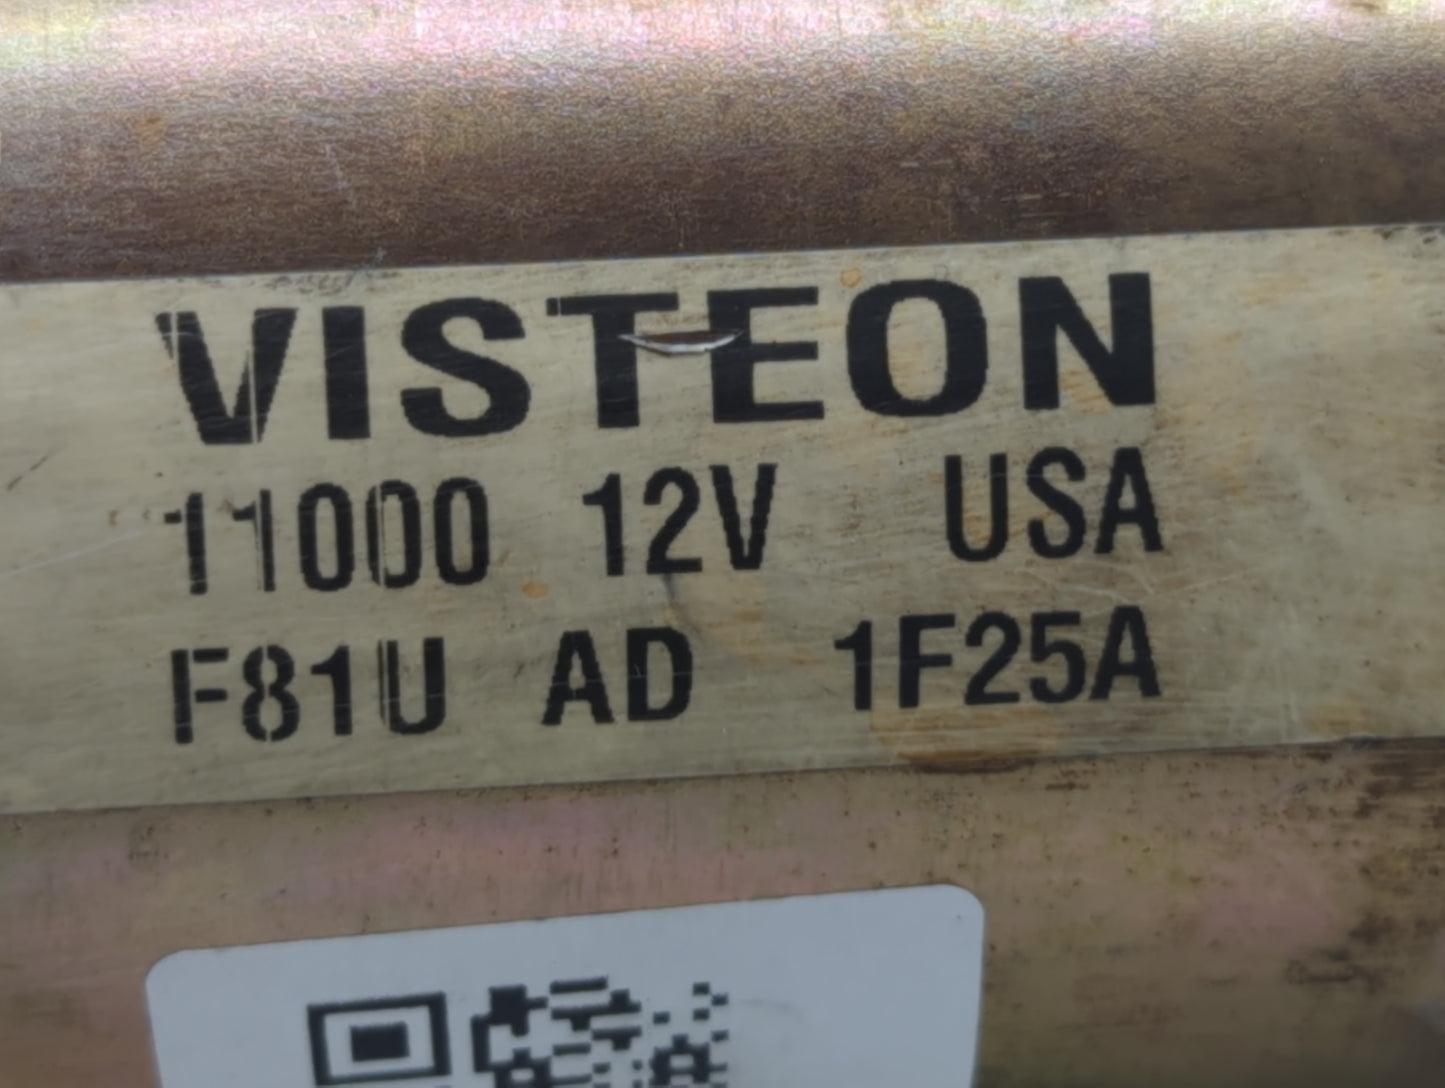 VISTEON
11000 12V USA
F81U AD 1F25A